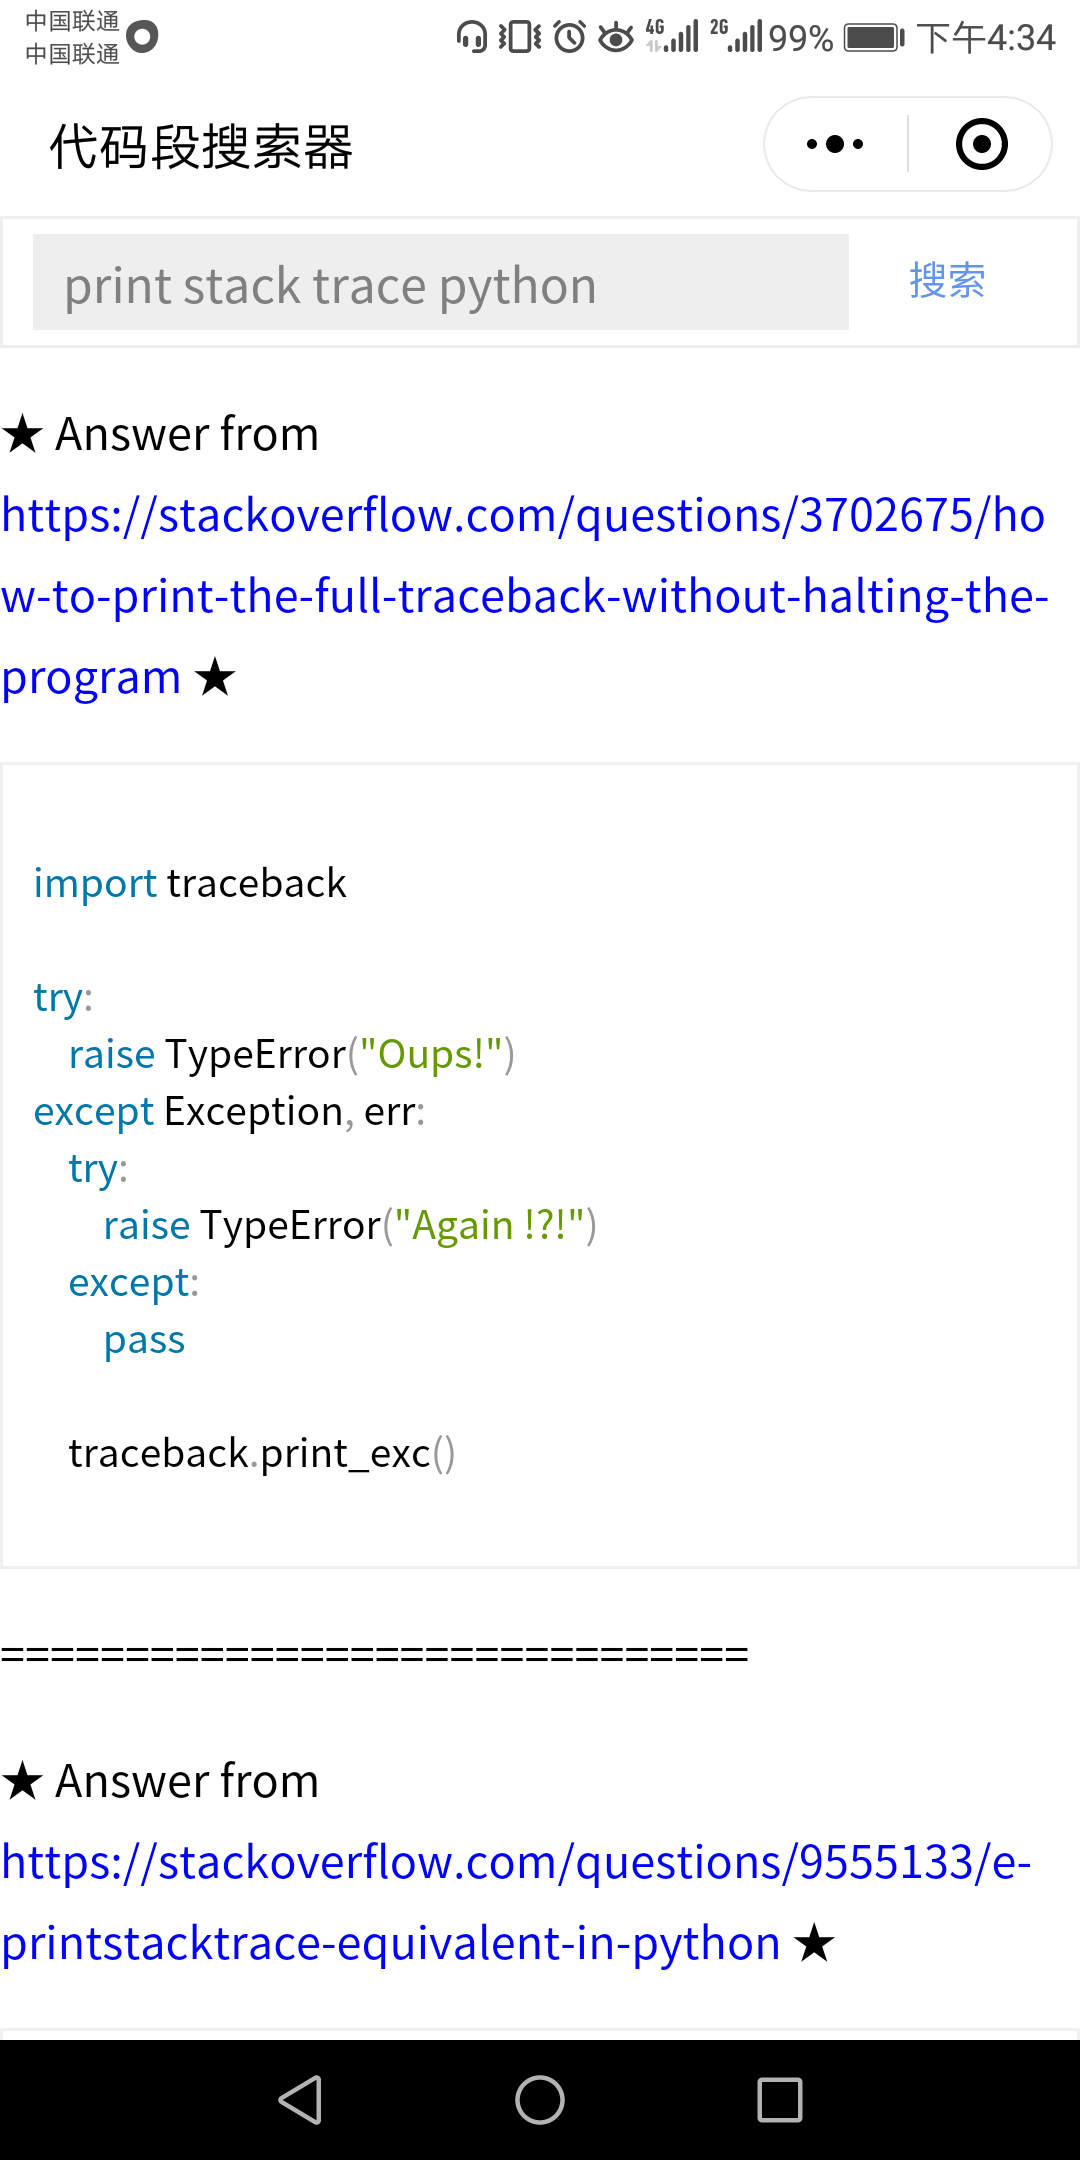 中国联通
中国联通
4G 2G 99% 下午4:34
代码段搜索器
print stack trace python 搜索
★ Answer from
https://stackoverflow.com/questions/3702675/ho
w-to-print-the-full-traceback-without-halting-the-
program ★
import traceback
try:
    raise TypeError("Oups!")
except Exception, err:
    try:
        raise TypeError("Again !?!")
    except:
        pass
    traceback.print_exc()
==============================
★ Answer from
https://stackoverflow.com/questions/9555133/e-
printstacktrace-equivalent-in-python ★